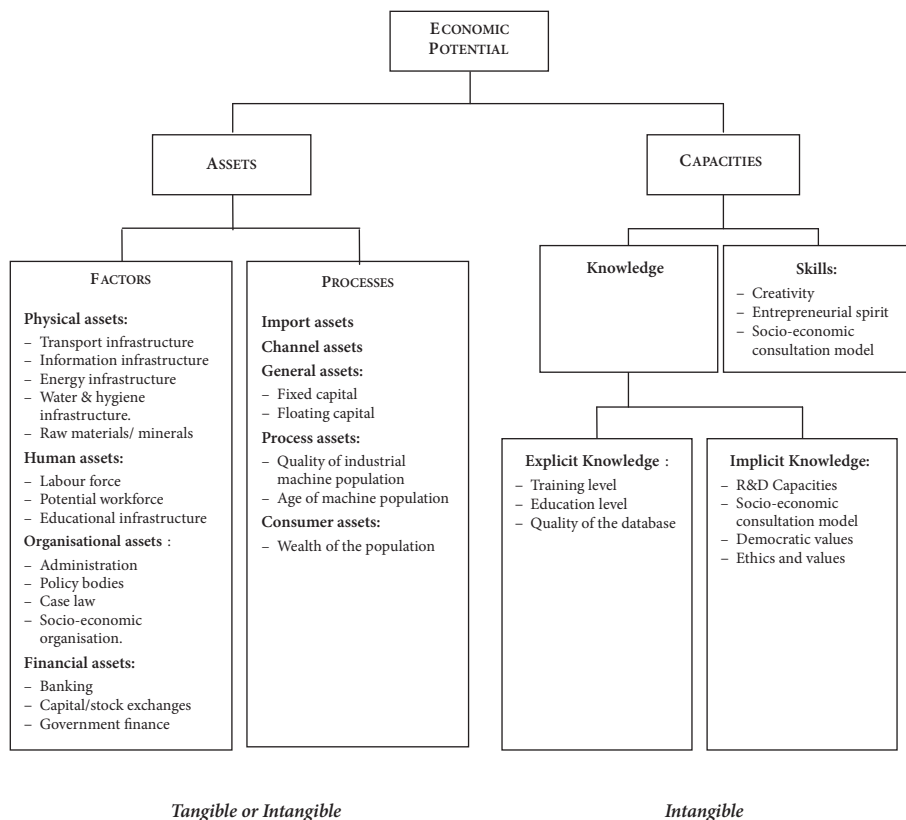 ECONOMIC
POTENTIAL
ASSETS
CAPACITIES
FACTORS
Physical assets:
– Transport infrastructure
– Information infrastructure
– Energy infrastructure
– Water & hygiene
infrastructure.
– Raw materials/ minerals
Human assets:
– Labour force
– Potential workforce
– Educational infrastructure
Organisational assets :
– Administration
– Policy bodies
– Case law
– Socio-economic
organisation.
Financial assets:
– Banking
– Capital/stock exchanges
– Government finance
PROCESSES
Import assets
Channel assets
General assets:
– Fixed capital
– Floating capital
Process assets:
– Quality of industrial
machine population
– Age of machine population
Consumer assets:
– Wealth of the population
Knowledge
Skills:
– Creativity
– Entrepreneurial spirit
– Socio-economic
consultation model
Explicit Knowledge :
– Training level
– Education level
– Quality of the database
Implicit Knowledge:
– R&D Capacities
– Socio-economic
consultation model
– Democratic values
– Ethics and values
Tangible or Intangible
Intangible